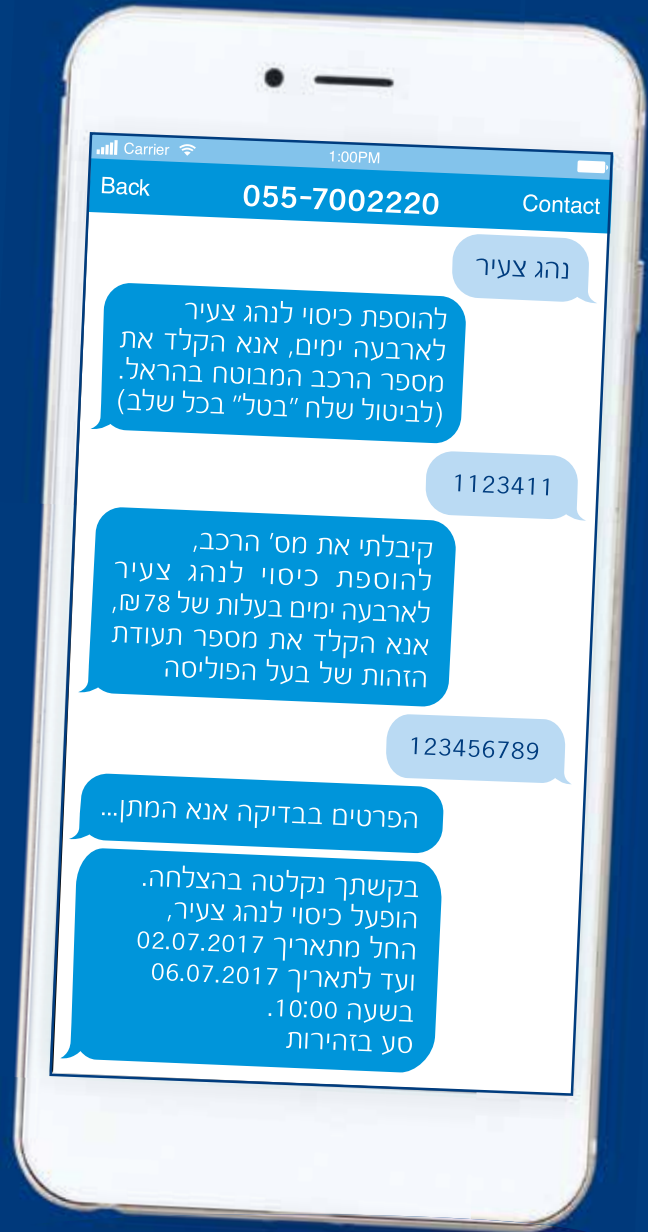 Carrier
1:00PM
Back
055-7002220
Contact
נהג צעיר
להוספת כיסוי לנהג צעיר
לארבעה ימים, אנא הקלד את
מספר הרכב המבוטח בהראל.
(לביטול שלח "בטל" בכל שלב)
1123411
קיבלתי את מס' הרכב,
להוספת כיסוי לנהג צעיר
לארבעה ימים בעלות של 78₪,
אנא הקלד את מספר תעודת
הזהות של בעל הפוליסה
123456789
הפרטים בבדיקה אנא המתן...
בקשתך נקלטה בהצלחה.
הופעל כיסוי לנהג צעיר,
החל מתאריך 02.07.2017
ועד לתאריך 06.07.2017
בשעה 10:00.
סע בזהירות